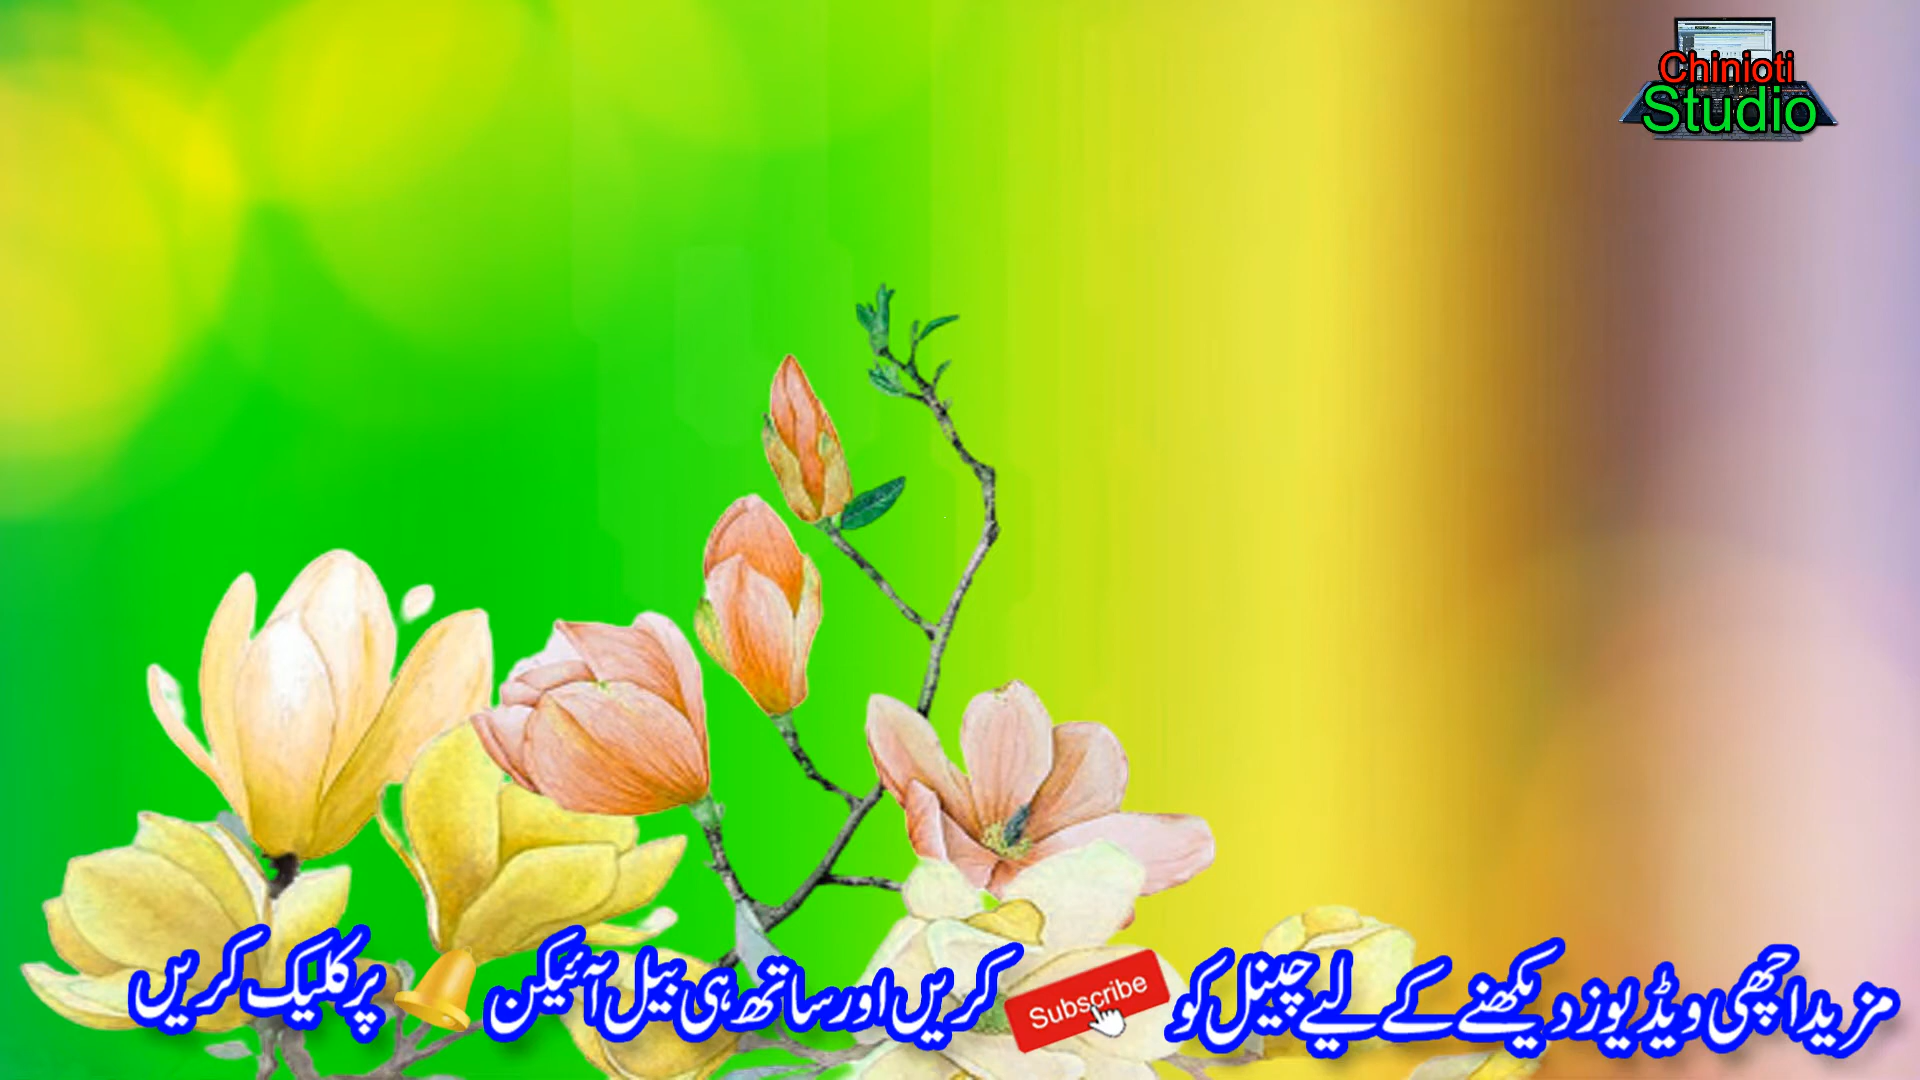 Chinioti
Studio
مزید اچھی ویڈیوز دیکھنے کے لیے چینل کو Subscribe کریں اور ساتھ ہی بیل آئیکن پر کلیک کریں